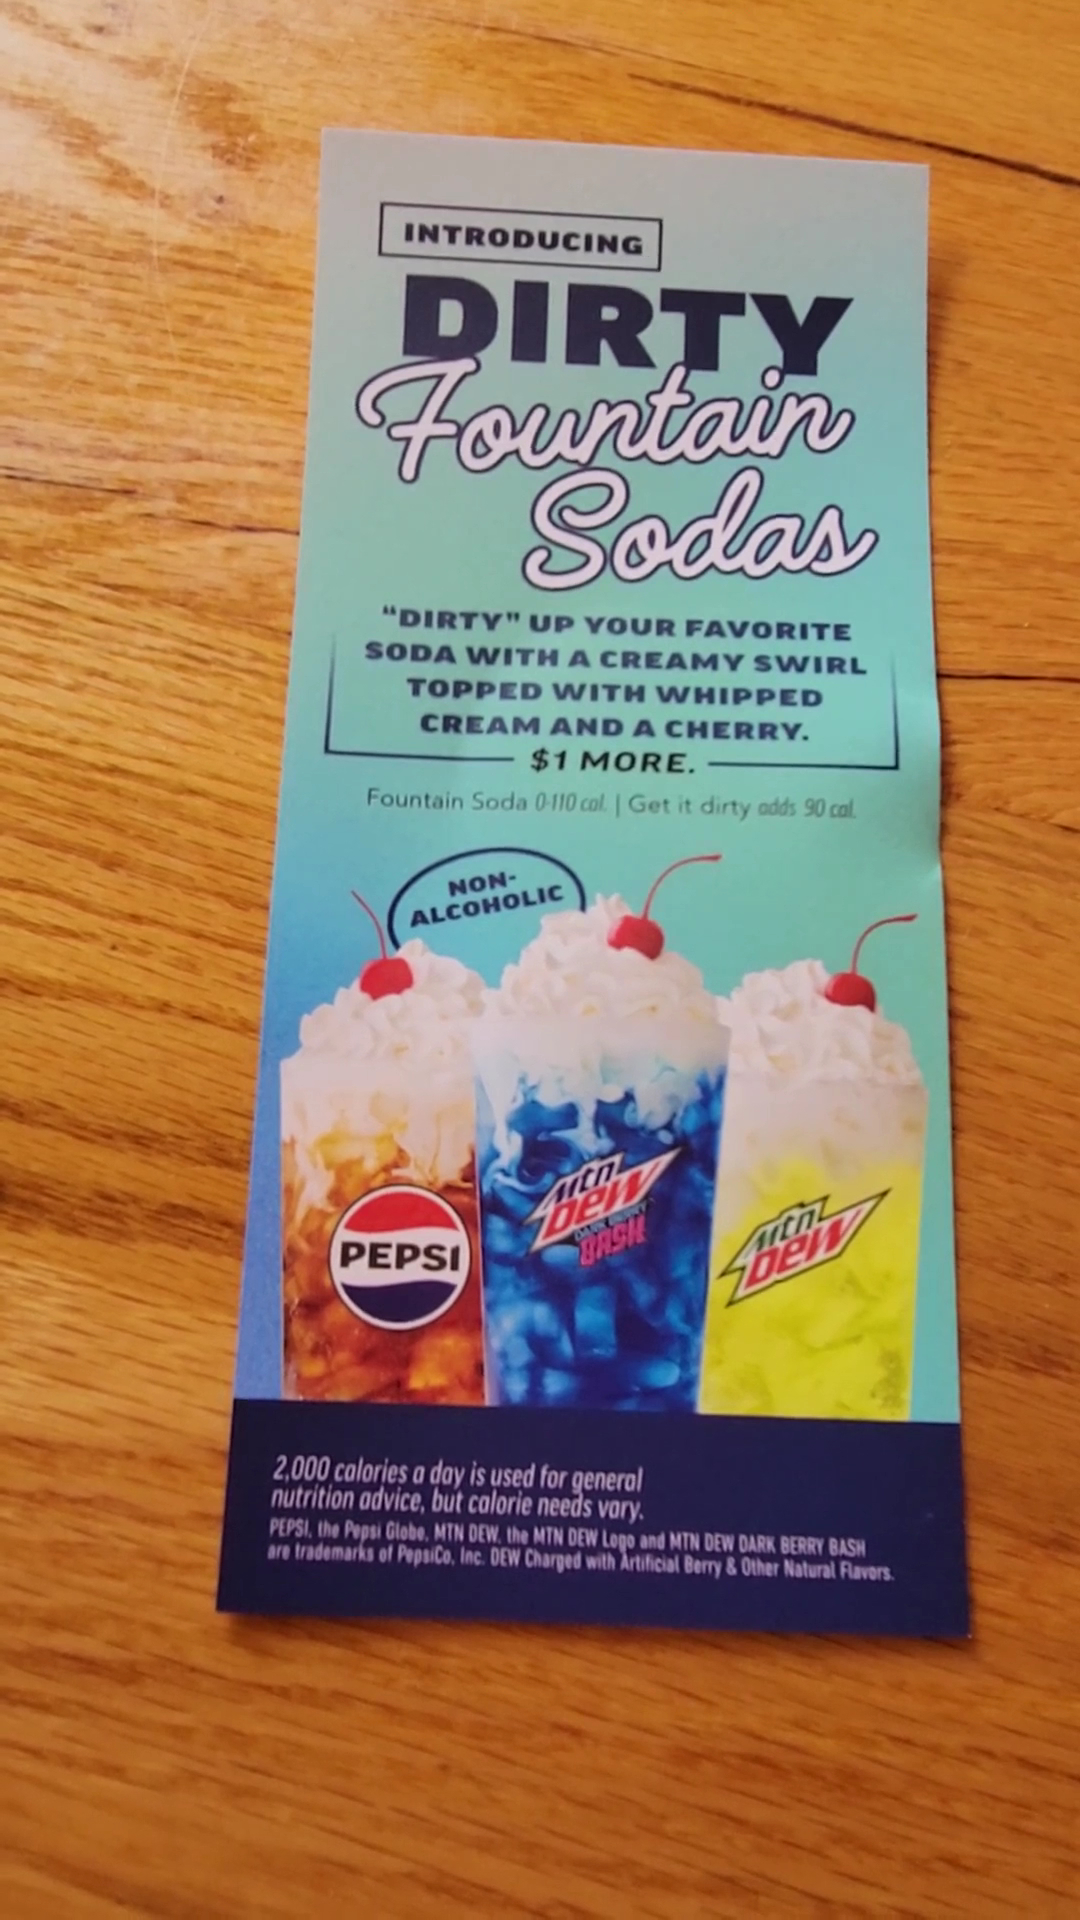 INTRODUCING
DIRTY
Fountain
Sodas
"DIRTY" UP YOUR FAVORITE
SODA WITH A CREAMY SWIRL
TOPPED WITH WHIPPED
CREAM AND A CHERRY.
$1 MORE.
Fountain Soda 0-110 cal. | Get it dirty adds 90 cal.
NON-
ALCOHOLIC
PEPSI
Mtn
DEW
DARK BERRY
BASH
Mtn
DEW
2,000 calories a day is used for general
nutrition advice, but calorie needs vary.
PEPSI, the Pepsi Globe, MTN DEW, the MTN DEW Logo and MTN DEW DARK BERRY BASH
are trademarks of PepsiCo, Inc. DEW Charged with Artificial Berry & Other Natural Flavors.